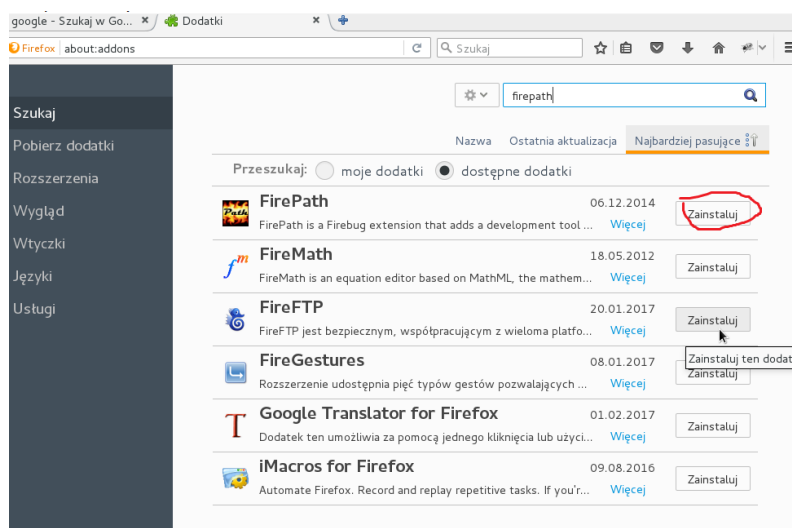 google - Szukaj w Go...
Dodatki
Firefox about:addons
Szukaj
firepath
Szukaj
Pobierz dodatki
Rozszerzenia
Wygląd
Wtyczki
Języki
Usługi
Nazwa Ostatnia aktualizacja Najbardziej pasujące
Przeszukaj: moje dodatki dostępne dodatki
Path
FirePath 06.12.2014
FirePath is a Firebug extension that adds a development tool ... Więcej
Zainstaluj
fm
FireMath 18.05.2012
FireMath is an equation editor based on MathML, the mathem... Więcej
Zainstaluj
FireFTP 20.01.2017
FireFTP jest bezpiecznym, współpracującym z wieloma platfo... Więcej
Zainstaluj
Zainstaluj ten dodat
FireGestures 08.01.2017
Rozszerzenie udostępnia pięć typów gestów pozwalających ... Więcej
Zainstaluj
T
Google Translator for Firefox 01.02.2017
Dodatek ten umożliwia za pomocą jednego kliknięcia lub użyci... Więcej
Zainstaluj
iMacros for Firefox 09.08.2016
Automate Firefox. Record and replay repetitive tasks. If you'r... Więcej
Zainstaluj